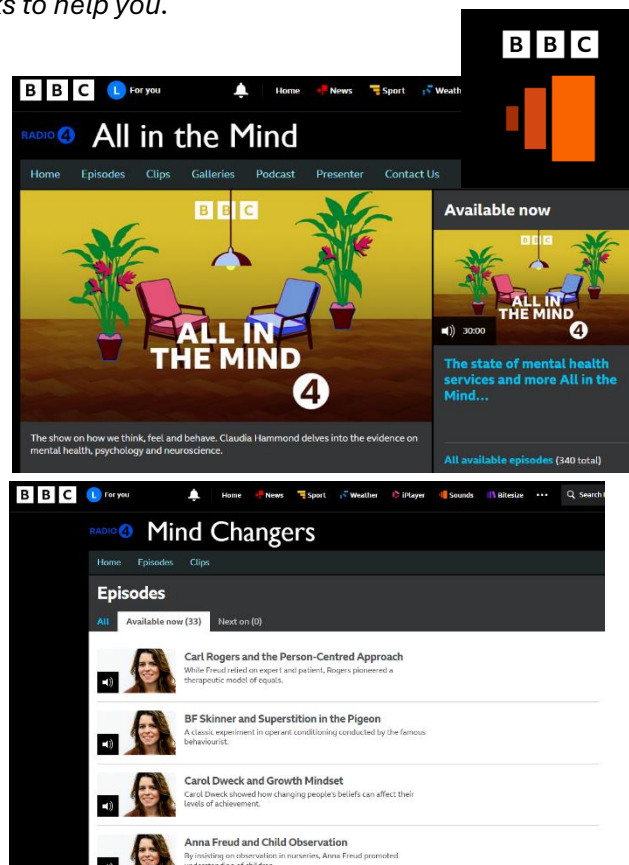 ks to help you.
BBC
BBC L For you Home News Sport Weath
RADIO 4 All in the Mind
Home Episodes Clips Galleries Podcast Presenter Contact Us
BBC
ALL IN
THE MIND
4
The show on how we think, feel and behave. Claudia Hammond delves into the evidence on
mental health, psychology and neuroscience.
Available now
BBC
ALL IN
THE MIND
30:00 4
The state of mental health
services and more All in the
Mind...
All available episodes (340 total)
BBC L For you Home News Sport Weather iPlayer Sounds Bitesize ... Search
RADIO 4 Mind Changers
Home Episodes Clips
Episodes
All Available now (33) Next on (0)
Carl Rogers and the Person-Centred Approach
While Freud relied on expert and patient, Rogers pioneered a
therapeutic model of equals.
BF Skinner and Superstition in the Pigeon
A classic experiment in operant conditioning conducted by the famous
behaviourist.
Carol Dweck and Growth Mindset
Carol Dweck showed how changing people's beliefs can affect their
levels of achievement.
Anna Freud and Child Observation
By insisting on observation in nurseries, Anna Freud promoted
understanding of children.